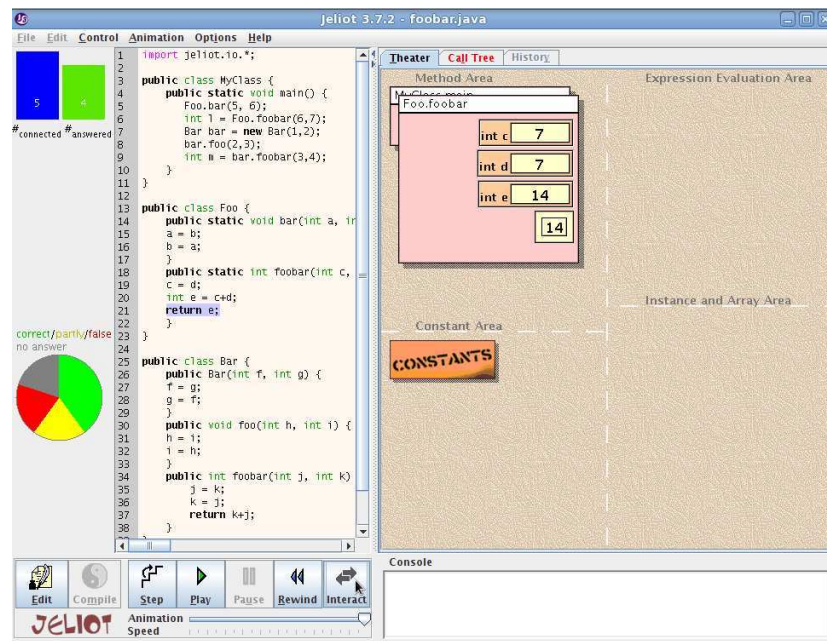 Jeliot 3.7.2 - foobar.java
File Edit Control Animation Options Help
5
4
#connected #answered
correct/partly/false
no answer
1 import jeliot.io.*;
2
3 public class MyClass {
4 public static void main() {
5 Foo.bar(5, 6);
6 int l = Foo.foobar(6,7);
7 Bar bar = new Bar(1,2);
8 bar.foo(2,3);
9 int m = bar.foobar(3,4);
10 }
11 }
12
13 public class Foo {
14 public static void bar(int a, in
15 a = b;
16 b = a;
17 }
18 public static int foobar(int c,
19 c = d;
20 int e = c+d;
21 return e;
22 }
23 }
24
25 public class Bar {
26 public Bar(int f, int g) {
27 f = g;
28 g = f;
29 }
30 public void foo(int h, int i) {
31 h = i;
32 i = h;
33 }
34 public int foobar(int j, int k)
35 j = k;
36 k = j;
37 return k+j;
38 }
Theater Call Tree History
Method Area
Expression Evaluation Area
MyClass.main
Foo.foobar
int c 7
int d 7
int e 14
14
Instance and Array Area
Constant Area
CONSTANTS
Edit Compile Step Play Pause Rewind Interact
JELIOT
Animation
Speed
Console